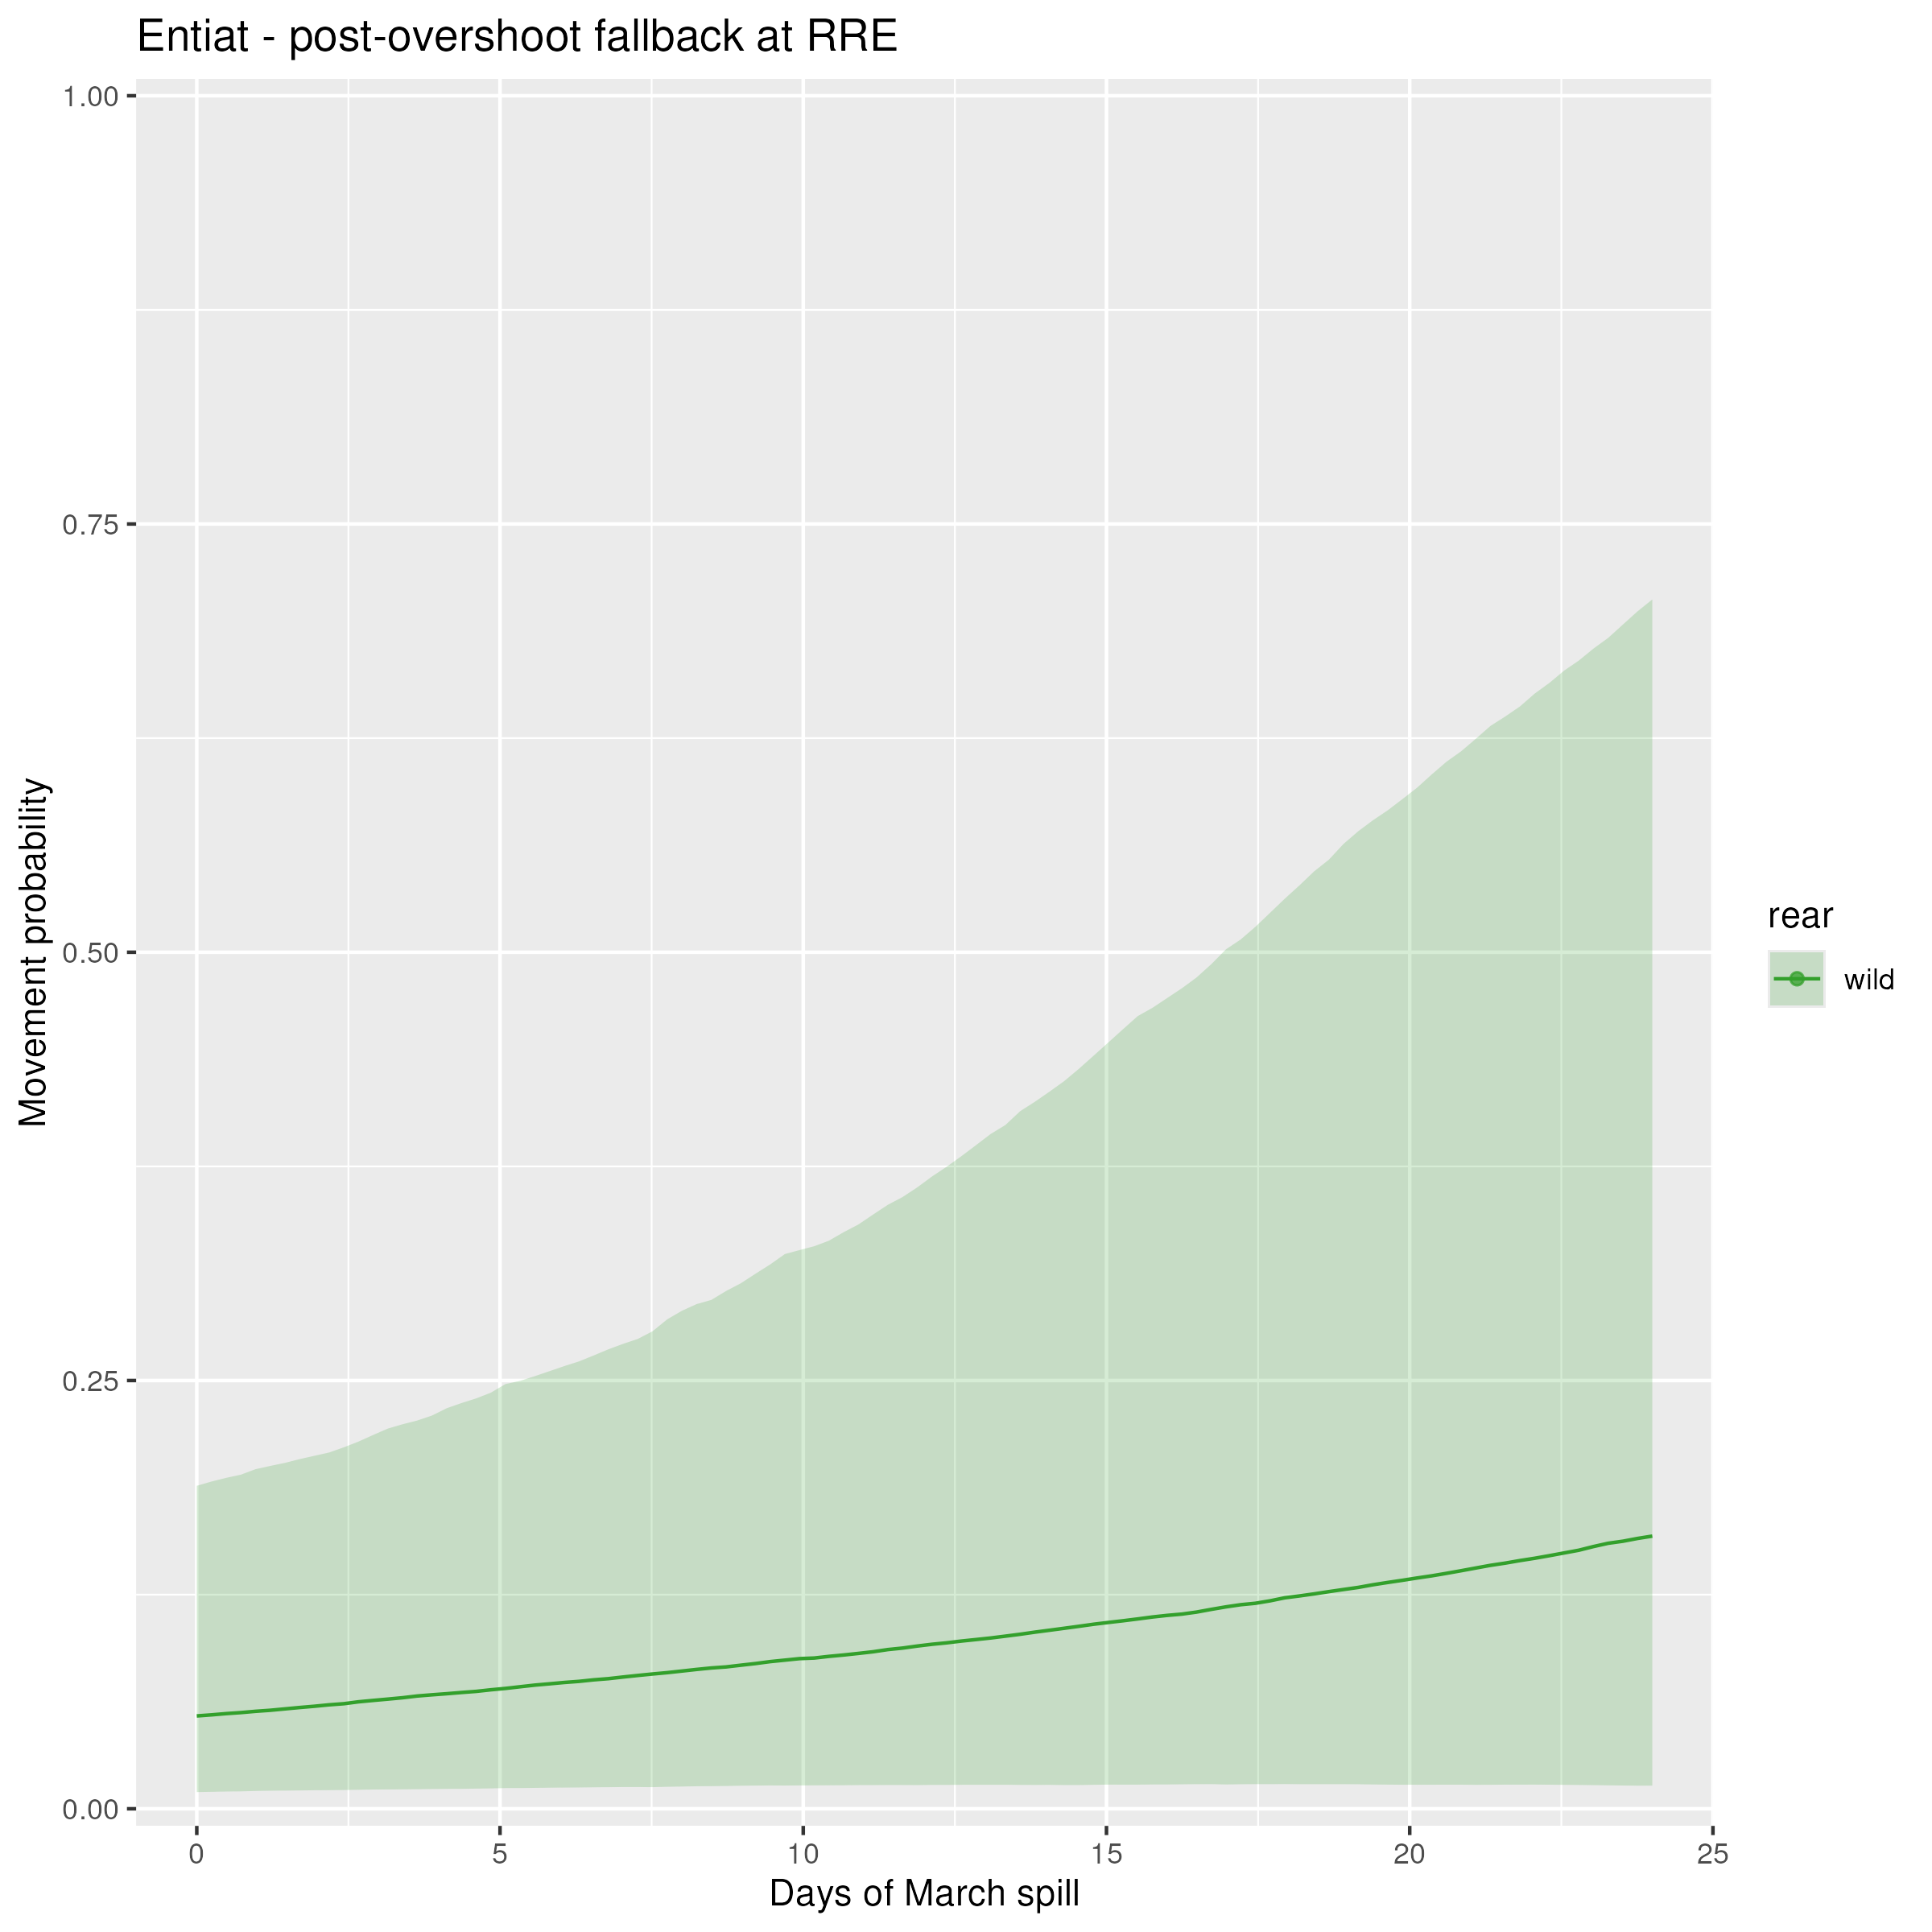 Entiat - post-overshoot fallback at RRE
1.00
0.75
0.50
0.25
0.00
Movement probability
0 5 10 15 20 25
Days of March spill
rear
wild